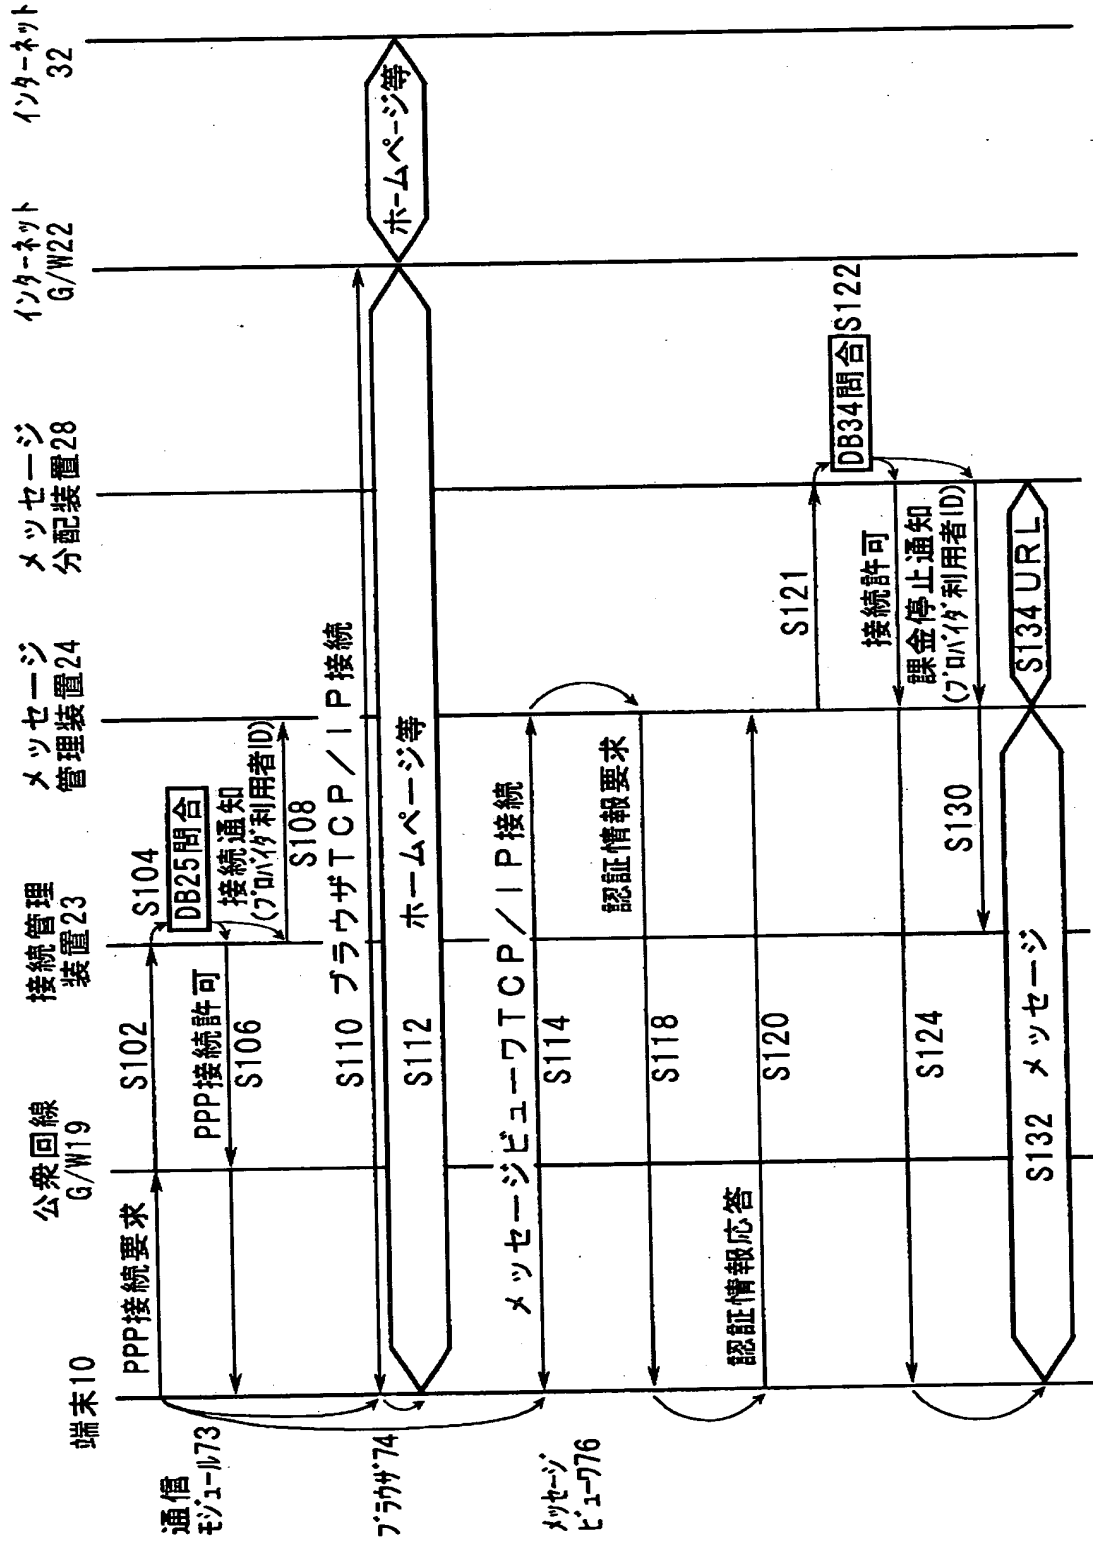 端末10
公衆回線
G/W19
接続管理
装置23
メッセージ
管理装置24
メッセージ
分配装置28
インターネット
G/W22
インターネット
32
通信
モジュール73
PPP接続要求
S102
S104
DB25問合
PPP接続許可
S106
接続通知
(プロバイダ利用者ID)
S108
S110 ブラウザTCP/IP接続
ブラウザ74
S112 ホームページ等
ホームページ等
メッセージビューワTCP/IP接続
S114
メッセージ
ビューワ76
認証情報要求
S118
認証情報応答
S120
S121
DB34問合
S122
接続許可
S124
課金停止通知
(プロバイダ利用者ID)
S130
S132 メッセージ
S134 URL